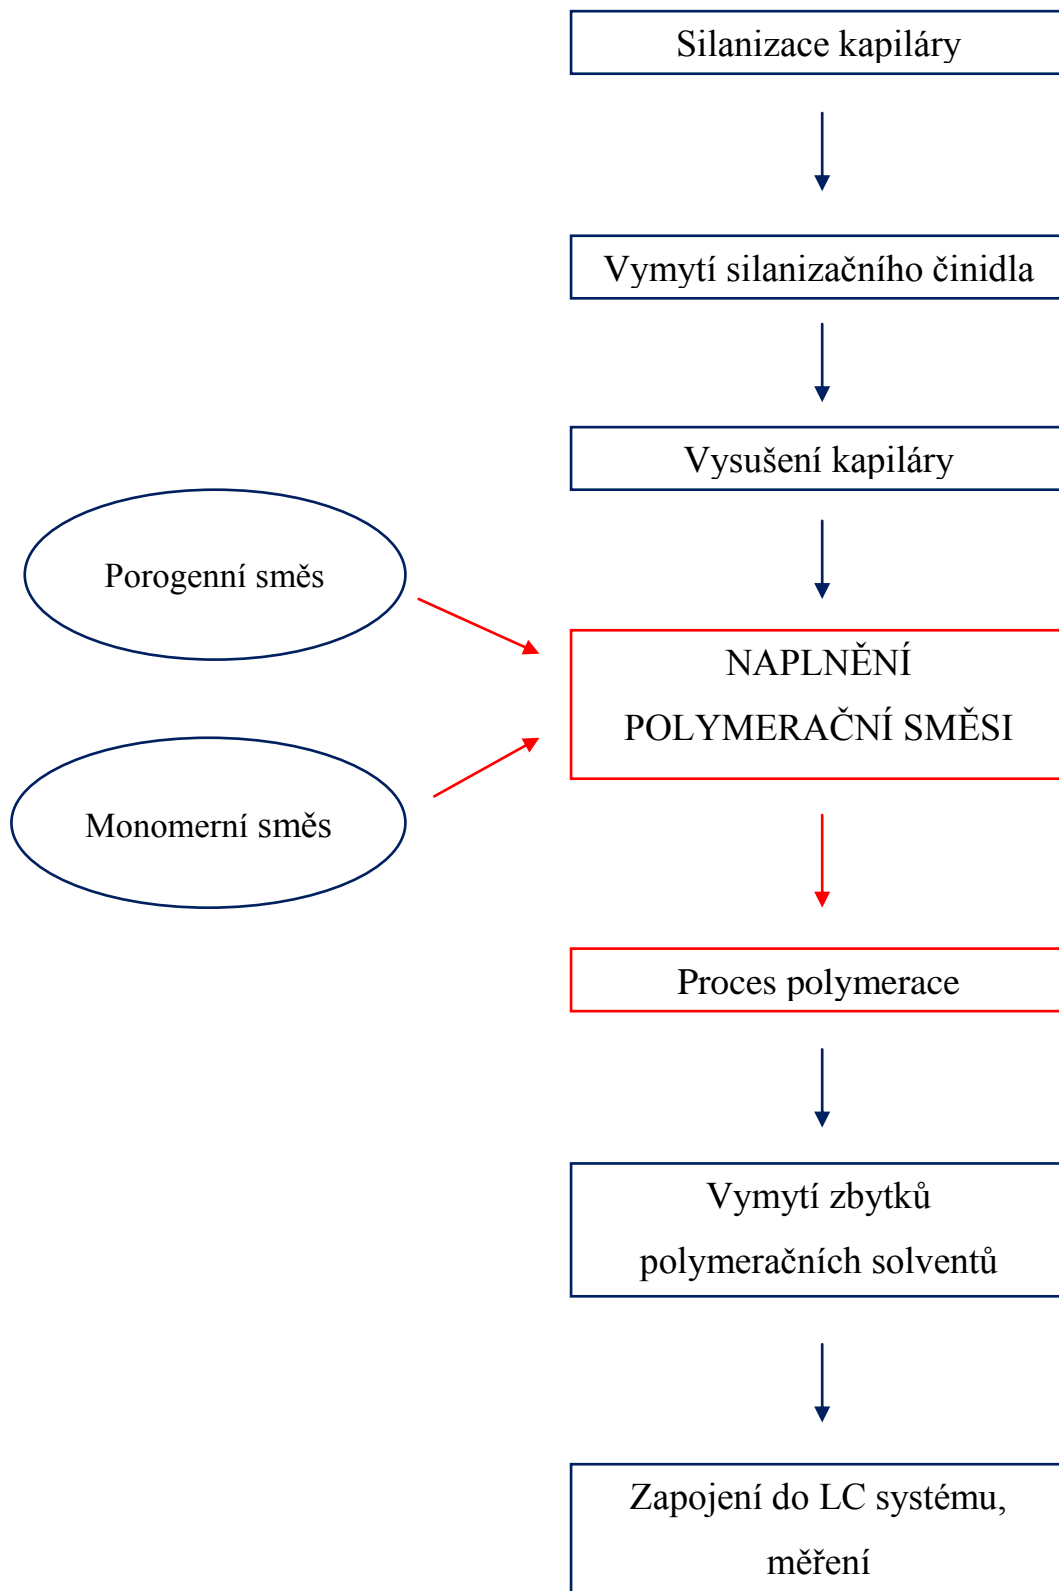 Silanizace kapiláry
Vymytí silanizačního činidla
Vysušení kapiláry
Porogenní směs
NAPLNĚNÍ
POLYMERAČNÍ SMĚSI
Monomerní směs
Proces polymerace
Vymytí zbytků
polymeračních solventů
Zapojení do LC systému,
měření